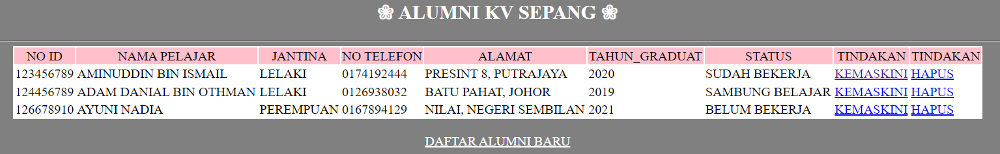 ❀ ALUMNI KV SEPANG ❀
NO ID NAMA PELAJAR JANTINA NO TELEFON ALAMAT TAHUN_GRADUAT STATUS TINDAKAN TINDAKAN
123456789 AMINUDDIN BIN ISMAIL LELAKI 0174192444 PRESINT 8, PUTRAJAYA 2020 SUDAH BEKERJA KEMASKINI HAPUS
124456789 ADAM DANIAL BIN OTHMAN LELAKI 0126938032 BATU PAHAT, JOHOR 2019 SAMBUNG BELAJAR KEMASKINI HAPUS
126678910 AYUNI NADIA PEREMPUAN 0167894129 NILAI, NEGERI SEMBILAN 2021 BELUM BEKERJA KEMASKINI HAPUS
DAFTAR ALUMNI BARU